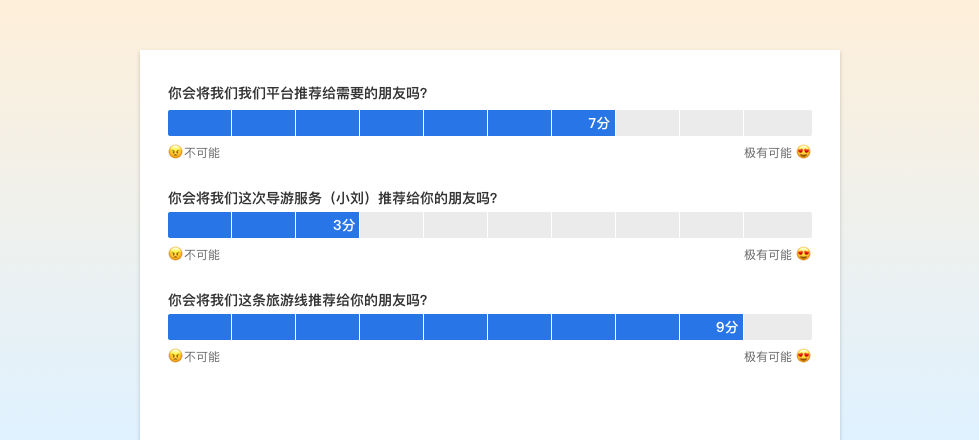 你会将我们我们平台推荐给需要的朋友吗?
7分
😠不可能 极有可能 😍
你会将我们这次导游服务（小刘）推荐给你的朋友吗?
3分
😠不可能 极有可能 😍
你会将我们这条旅游线推荐给你的朋友吗?
9分
😠不可能 极有可能 😍